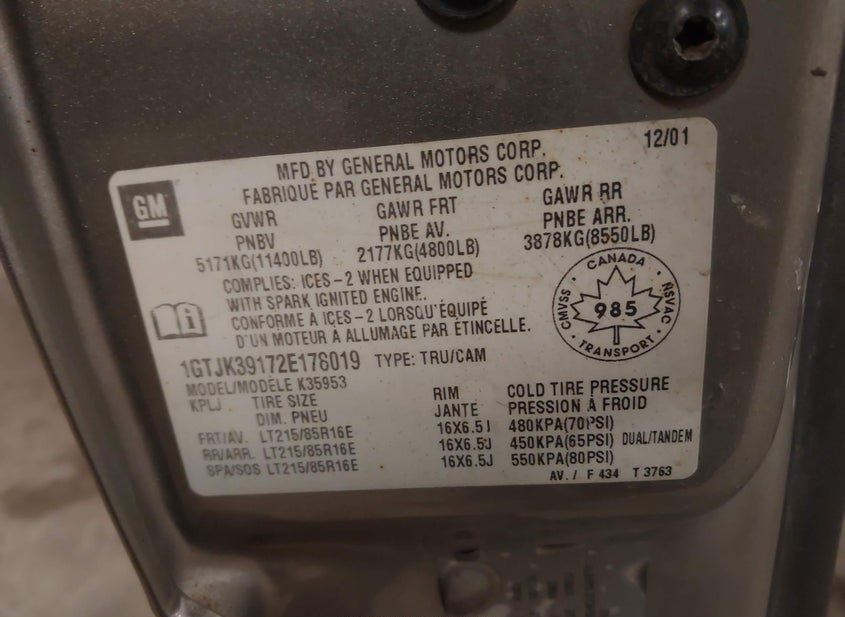 12/01
MFD BY GENERAL MOTORS CORP.
FABRIQUÉ PAR GENERAL MOTORS CORP.
GM
GVWR GAWR FRT GAWR RR
PNBV PNBE AV. PNBE ARR.
5171KG(11400LB) 2177KG(4800LB) 3878KG(8550LB)
COMPLIES: ICES-2 WHEN EQUIPPED
WITH SPARK IGNITED ENGINE.
CONFORME À ICES-2 LORSQU'ÉQUIPÉ
D'UN MOTEUR À ALLUMAGE PAR ÉTINCELLE.
CANADA
CMVSS 985 NSVAC
TRANSPORT
1GTJK39172E176019 TYPE: TRU/CAM
MODEL/MODÈLE K35953
KPLJ TIRE SIZE RIM COLD TIRE PRESSURE
DIM. PNEU JANTE PRESSION À FROID
FRT/AV. LT215/85R16E 16X6.5J 480KPA(70PSI)
RR/ARR. LT215/85R16E 16X6.5J 450KPA(65PSI) DUAL/TANDEM
SPA/SOS LT215/85R16E 16X6.5J 550KPA(80PSI)
AV./ F 434 T 3763